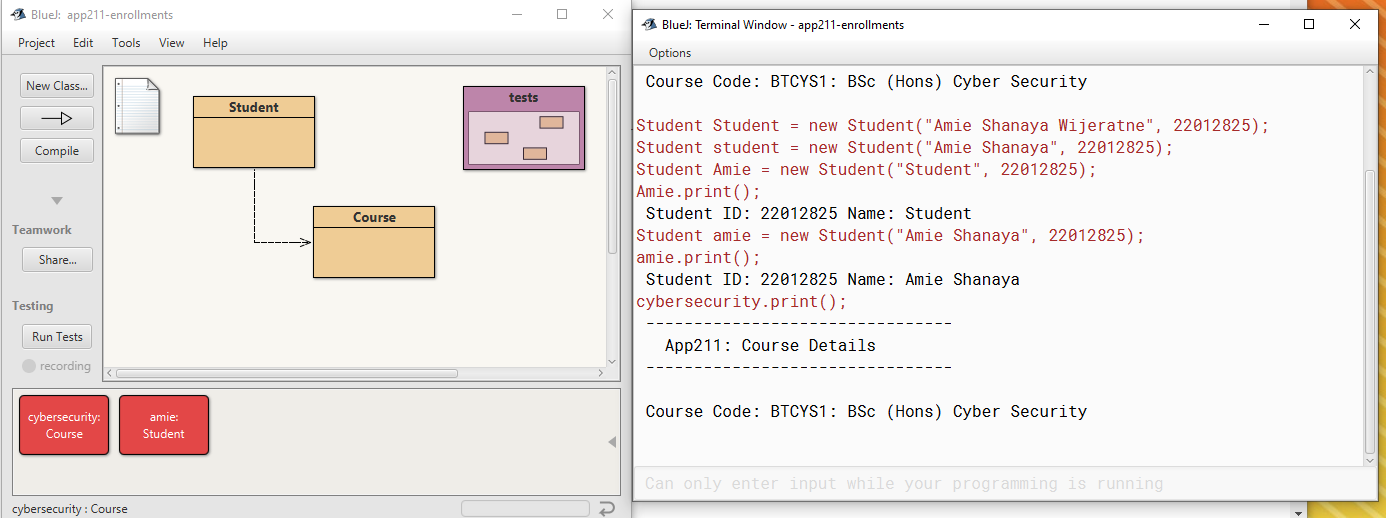 BlueJ: app211-enrollments
Project Edit Tools View Help
New Class...
Compile
Teamwork
Share...
Testing
Run Tests
recording
Student
Course
tests
cybersecurity:
Course
amie:
Student
cybersecurity : Course
BlueJ: Terminal Window - app211-enrollments
Options
Course Code: BTCYS1: BSc (Hons) Cyber Security
Student Student = new Student("Amie Shanaya Wijeratne", 22012825);
Student student = new Student("Amie Shanaya", 22012825);
Student Amie = new Student("Student", 22012825);
Amie.print();
Student ID: 22012825 Name: Student
Student amie = new Student("Amie Shanaya", 22012825);
amie.print();
Student ID: 22012825 Name: Amie Shanaya
cybersecurity.print();
--------------------------------
App211: Course Details
--------------------------------
Course Code: BTCYS1: BSc (Hons) Cyber Security
Can only enter input while your programming is running